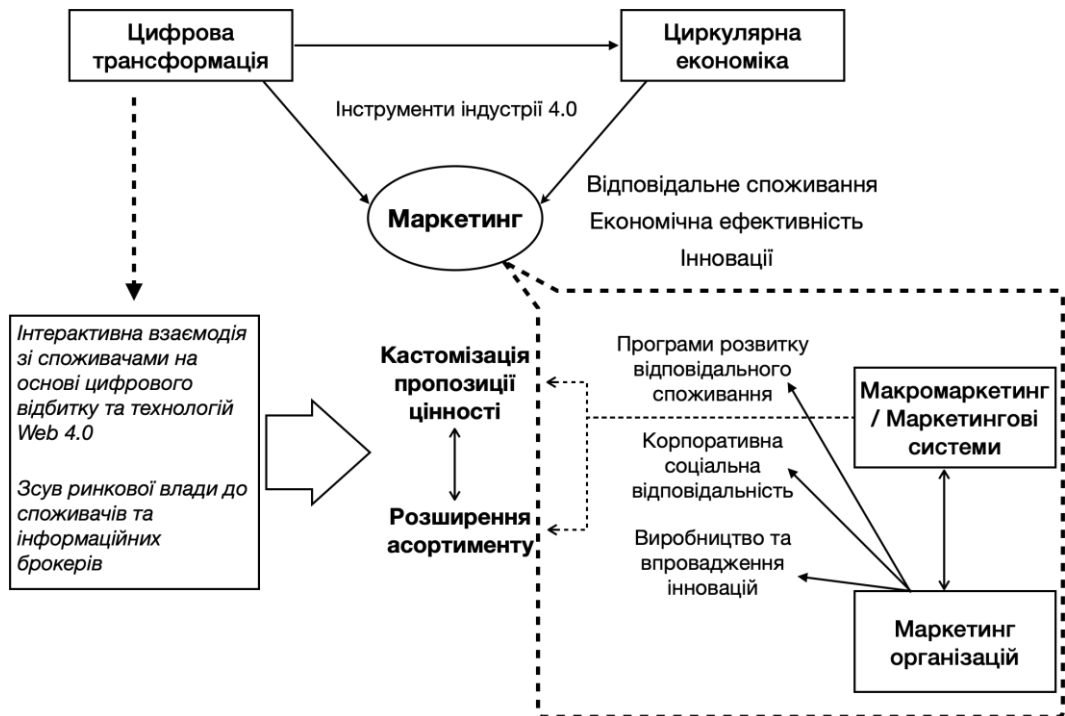 Цифрова
трансформація
Циркулярна
економіка
Інструменти індустрії 4.0
Маркетинг
Відповідальне споживання
Економічна ефективність
Інновації
Інтерактивна взаємодія
зі споживачами на
основі цифрового
відбитку та технологій
Web 4.0
Зсув ринкової влади до
споживачів та
інформаційних
брокерів
Кастомізація
пропозиції
цінності
Розширення
асортименту
Програми розвитку
відповідального
споживання
Корпоративна
соціальна
відповідальність
Виробництво та
впровадження
інновацій
Макромаркетинг
/ Маркетингові
системи
Маркетинг
організацій